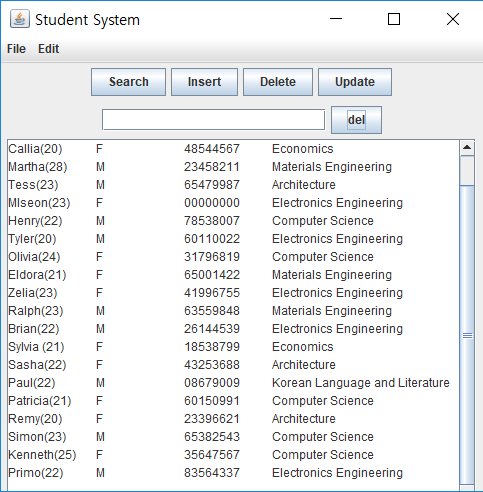 Student System
File Edit
Search Insert Delete Update
del
Callia(20) F 48544567 Economics
Martha(28) M 23458211 Materials Engineering
Tess(23) M 65479987 Architecture
MIseon(23) F 00000000 Electronics Engineering
Henry(22) M 78538007 Computer Science
Tyler(20) M 60110022 Electronics Engineering
Olivia(24) F 31796819 Computer Science
Eldora(21) F 65001422 Materials Engineering
Zelia(23) F 41996755 Electronics Engineering
Ralph(23) M 63559848 Materials Engineering
Brian(22) M 26144539 Electronics Engineering
Sylvia (21) F 18538799 Economics
Sasha(22) F 43253688 Architecture
Paul(22) M 08679009 Korean Language and Literature
Patricia(21) F 60150991 Computer Science
Remy(20) F 23396621 Architecture
Simon(23) M 65382543 Computer Science
Kenneth(25) F 35647567 Computer Science
Primo(22) M 83564337 Electronics Engineering